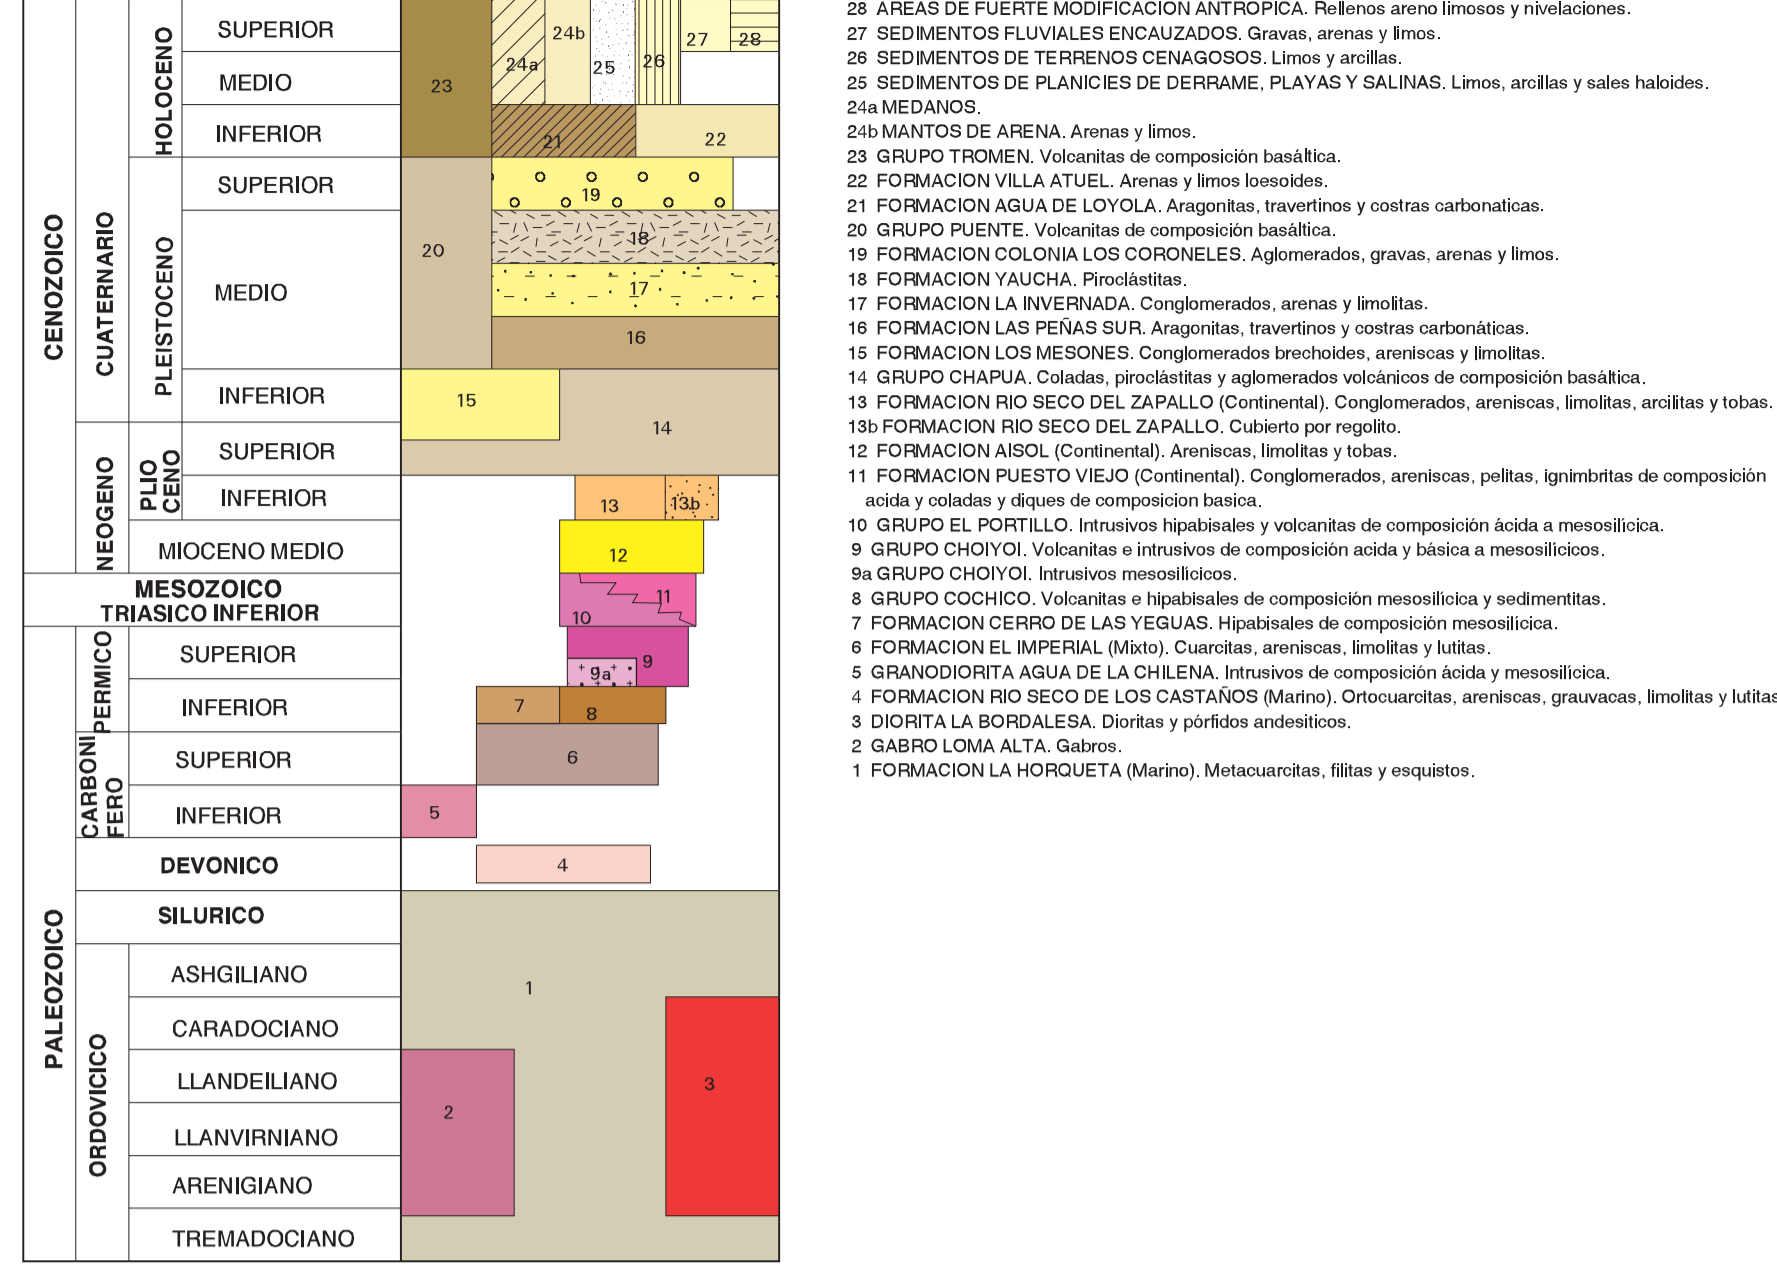 CENOZOICO
CUATERNARIO
HOLOCENO
SUPERIOR
MEDIO
INFERIOR
PLEISTOCENO
SUPERIOR
MEDIO
INFERIOR
NEOGENO
PLIO
CENO
SUPERIOR
INFERIOR
MIOCENO MEDIO
MESOZOICO
TRIASICO INFERIOR
PALEOZOICO
PERMICO
SUPERIOR
INFERIOR
CARBONI
FERO
SUPERIOR
INFERIOR
DEVONICO
SILURICO
ORDOVICICO
ASHGILIANO
CARADOCIANO
LLANDEILIANO
LLANVIRNIANO
ARENIGIANO
TREMADOCIANO
23
24a
24b
25
26
27
28
21
22
20
19
18
17
16
15
14
13
13b
12
11
10
9
9a
7
8
6
5
4
1
2
3
28 AREAS DE FUERTE MODIFICACION ANTROPICA. Rellenos areno limosos y nivelaciones.
27 SEDIMENTOS FLUVIALES ENCAUZADOS. Gravas, arenas y limos.
26 SEDIMENTOS DE TERRENOS CENAGOSOS. Limos y arcillas.
25 SEDIMENTOS DE PLANICIES DE DERRAME, PLAYAS Y SALINAS. Limos, arcillas y sales haloides.
24a MEDANOS.
24b MANTOS DE ARENA. Arenas y limos.
23 GRUPO TROMEN. Volcanitas de composición basáltica.
22 FORMACION VILLA ATUEL. Arenas y limos loesoides.
21 FORMACION AGUA DE LOYOLA. Aragonitas, travertinos y costras carbonaticas.
20 GRUPO PUENTE. Volcanitas de composición basáltica.
19 FORMACION COLONIA LOS CORONELES. Aglomerados, gravas, arenas y limos.
18 FORMACION YAUCHA. Piroclástitas.
17 FORMACION LA INVERNADA. Conglomerados, arenas y limolitas.
16 FORMACION LAS PEÑAS SUR. Aragonitas, travertinos y costras carbonáticas.
15 FORMACION LOS MESONES. Conglomerados brechoides, areniscas y limolitas.
14 GRUPO CHAPUA. Coladas, piroclástitas y aglomerados volcánicos de composición basáltica.
13 FORMACION RIO SECO DEL ZAPALLO (Continental). Conglomerados, areniscas, limolitas, arcilitas y tobas.
13b FORMACION RIO SECO DEL ZAPALLO. Cubierto por regolito.
12 FORMACION AISOL (Continental). Areniscas, limolitas y tobas.
11 FORMACION PUESTO VIEJO (Continental). Conglomerados, areniscas, pelitas, ignimbritas de composición
acida y coladas y diques de composicion basica.
10 GRUPO EL PORTILLO. Intrusivos hipabisales y volcanitas de composición ácida a mesosilícica.
9 GRUPO CHOIYOI. Volcanitas e intrusivos de composición acida y básica a mesosilícicos.
9a GRUPO CHOIYOI. Intrusivos mesosilicicos.
8 GRUPO COCHICO. Volcanitas e hipabisales de composición mesosilícica y sedimentitas.
7 FORMACION CERRO DE LAS YEGUAS. Hipabisales de composición mesosilícica.
6 FORMACION EL IMPERIAL (Mixto). Cuarcitas, areniscas, limolitas y lutitas.
5 GRANODIORITA AGUA DE LA CHILENA. Intrusivos de composición ácida y mesosilícica.
4 FORMACION RIO SECO DE LOS CASTAÑOS (Marino). Ortocuarcitas, areniscas, grauvacas, limolitas y lutitas
3 DIORITA LA BORDALESA. Dioritas y pórfidos andesiticos.
2 GABRO LOMA ALTA. Gabros.
1 FORMACION LA HORQUETA (Marino). Metacuarcitas, filitas y esquistos.